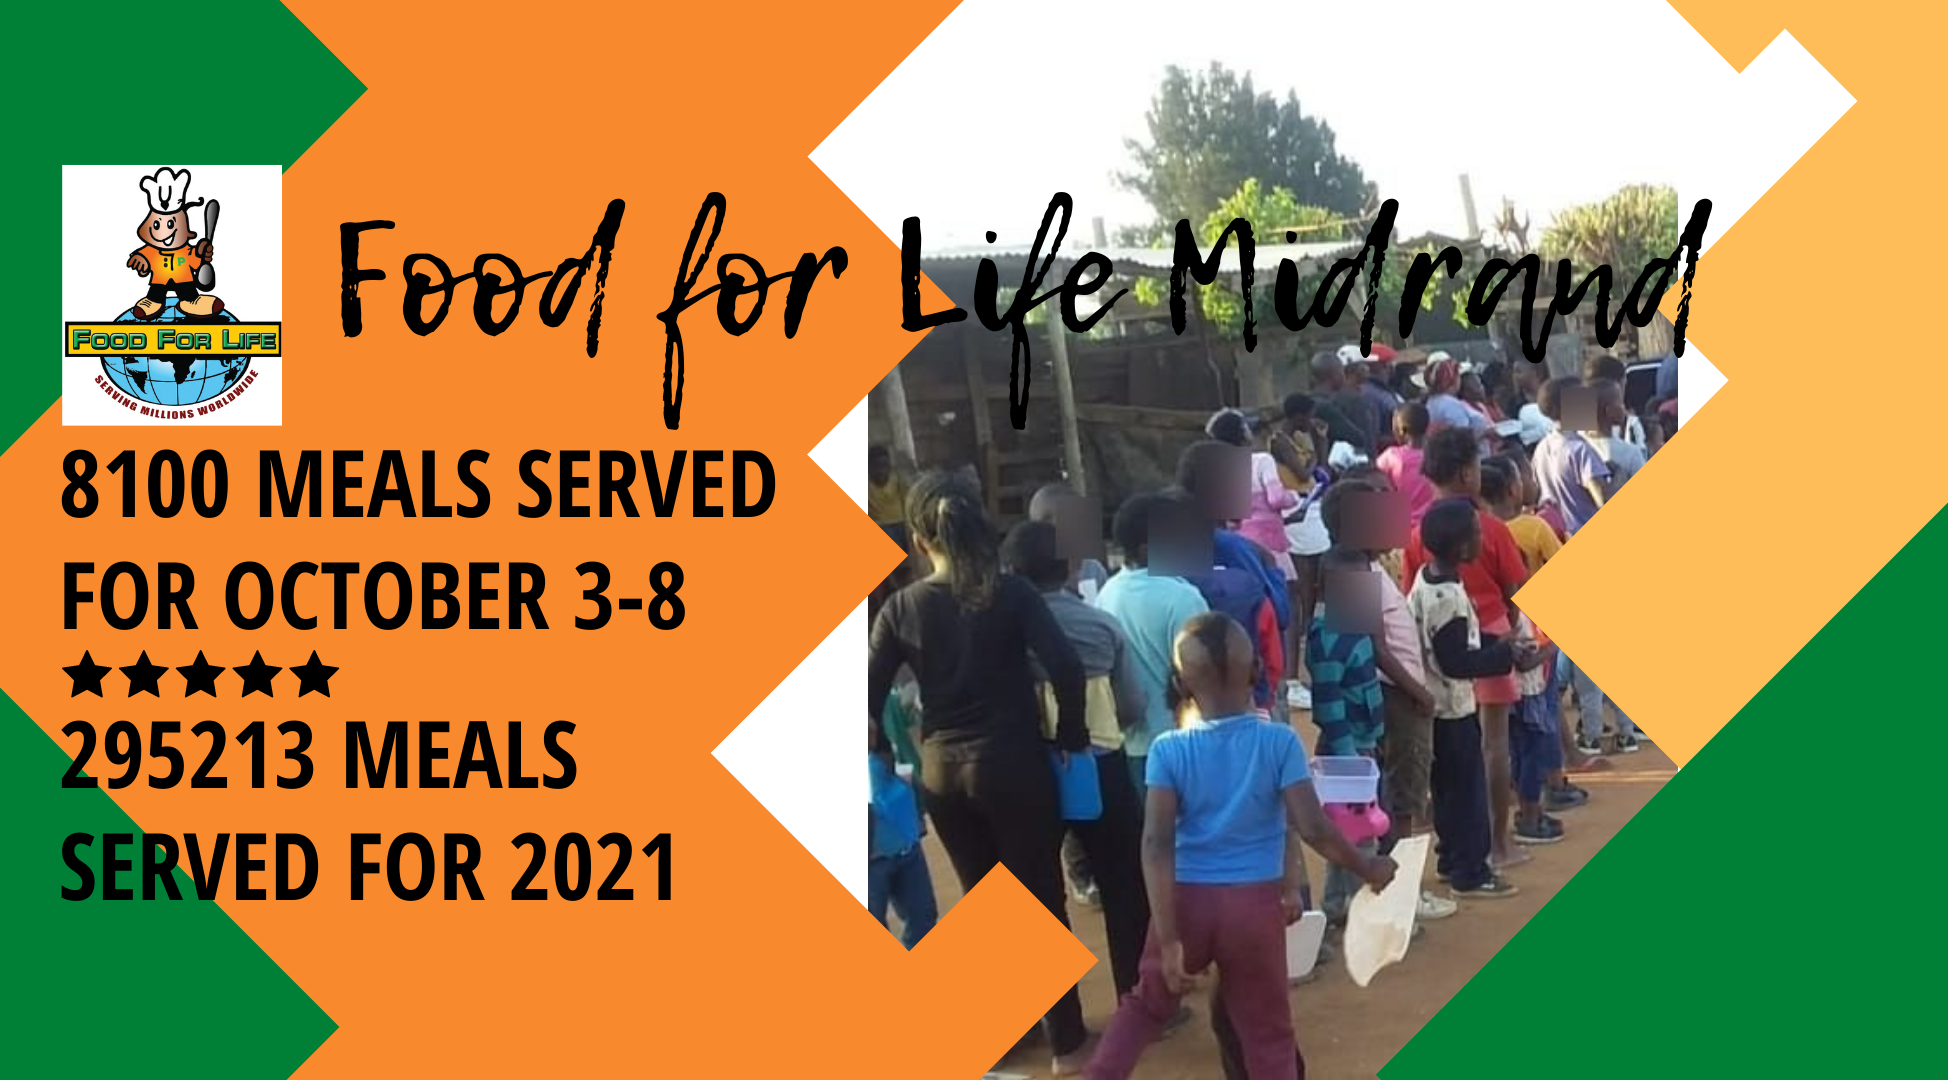 Food for Life Midrand
FOOD FOR LIFE
SERVING MILLIONS WORLDWIDE
8100 MEALS SERVED
FOR OCTOBER 3-8
★★★★★
295213 MEALS
SERVED FOR 2021